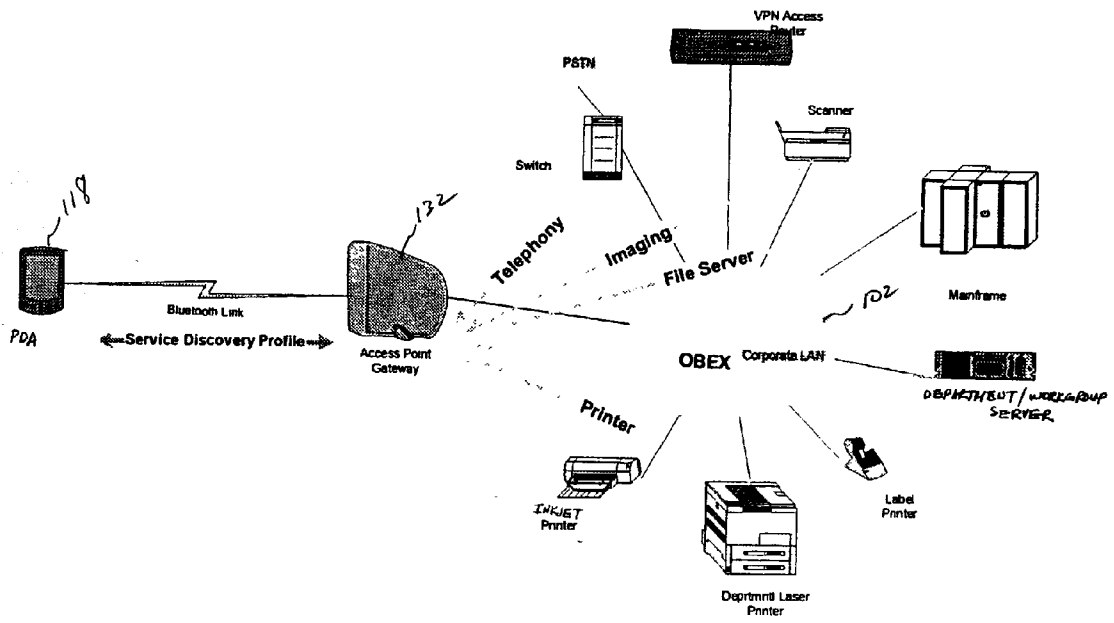 VPN Access
Router
PSTN
Scanner
Switch
118
132
Telephony
Imaging
File Server
Mainframe
102
Bluetooth Link
PDA
Service Discovery Profile
Access Point
Gateway
OBEX
Corporate LAN
DEPARTMENT/WORKGROUP
SERVER
Printer
INKJET
Printer
Label
Printer
Deprtmntl Laser
Printer